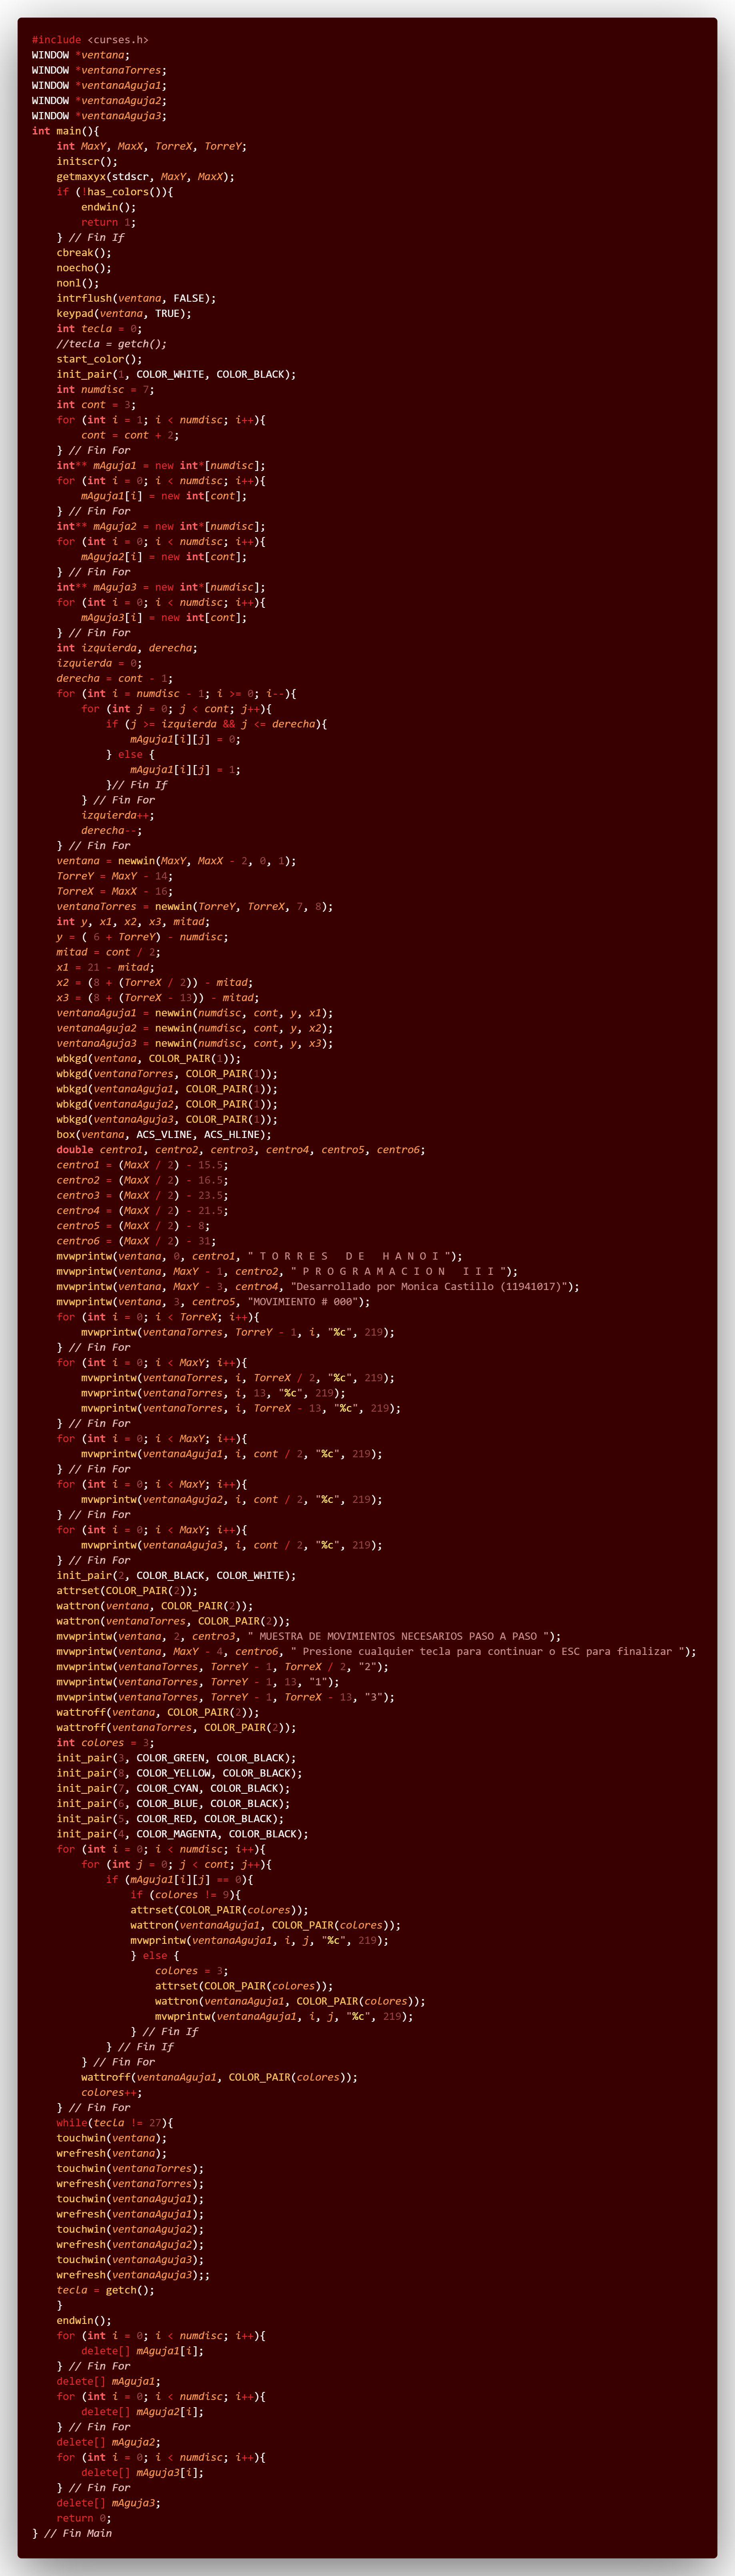 #include <curses.h>
WINDOW *ventana;
WINDOW *ventanaTorres;
WINDOW *ventanaAguja1;
WINDOW *ventanaAguja2;
WINDOW *ventanaAguja3;
int main(){
    int MaxY, MaxX, TorreX, TorreY;
    initscr();
    getmaxyx(stdscr, MaxY, MaxX);
    if (!has_colors()){
        endwin();
        return 1;
    } // Fin If
    cbreak();
    noecho();
    nonl();
    intrflush(ventana, FALSE);
    keypad(ventana, TRUE);
    int tecla = 0;
    //tecla = getch();
    start_color();
    init_pair(1, COLOR_WHITE, COLOR_BLACK);
    int numdisc = 7;
    int cont = 3;
    for (int i = 1; i < numdisc; i++){
        cont = cont + 2;
    } // Fin For
    int** mAguja1 = new int*[numdisc];
    for (int i = 0; i < numdisc; i++){
        mAguja1[i] = new int[cont];
    } // Fin For
    int** mAguja2 = new int*[numdisc];
    for (int i = 0; i < numdisc; i++){
        mAguja2[i] = new int[cont];
    } // Fin For
    int** mAguja3 = new int*[numdisc];
    for (int i = 0; i < numdisc; i++){
        mAguja3[i] = new int[cont];
    } // Fin For
    int izquierda, derecha;
    izquierda = 0;
    derecha = cont - 1;
    for (int i = numdisc - 1; i >= 0; i--){
        for (int j = 0; j < cont; j++){
            if (j >= izquierda && j <= derecha){
                mAguja1[i][j] = 0;
            } else {
                mAguja1[i][j] = 1;
            }// Fin If
        } // Fin For
        izquierda++;
        derecha--;
    } // Fin For
    ventana = newwin(MaxY, MaxX - 2, 0, 1);
    TorreY = MaxY - 14;
    TorreX = MaxX - 16;
    ventanaTorres = newwin(TorreY, TorreX, 7, 8);
    int y, x1, x2, x3, mitad;
    y = ( 6 + TorreY) - numdisc;
    mitad = cont / 2;
    x1 = 21 - mitad;
    x2 = (8 + (TorreX / 2)) - mitad;
    x3 = (8 + (TorreX - 13)) - mitad;
    ventanaAguja1 = newwin(numdisc, cont, y, x1);
    ventanaAguja2 = newwin(numdisc, cont, y, x2);
    ventanaAguja3 = newwin(numdisc, cont, y, x3);
    wbkgd(ventana, COLOR_PAIR(1));
    wbkgd(ventanaTorres, COLOR_PAIR(1));
    wbkgd(ventanaAguja1, COLOR_PAIR(1));
    wbkgd(ventanaAguja2, COLOR_PAIR(1));
    wbkgd(ventanaAguja3, COLOR_PAIR(1));
    box(ventana, ACS_VLINE, ACS_HLINE);
    double centro1, centro2, centro3, centro4, centro5, centro6;
    centro1 = (MaxX / 2) - 15.5;
    centro2 = (MaxX / 2) - 16.5;
    centro3 = (MaxX / 2) - 23.5;
    centro4 = (MaxX / 2) - 21.5;
    centro5 = (MaxX / 2) - 8;
    centro6 = (MaxX / 2) - 31;
    mvwprintw(ventana, 0, centro1, " T O R R E S   D E   H A N O I ");
    mvwprintw(ventana, MaxY - 1, centro2, " P R O G R A M A C I O N   I I I ");
    mvwprintw(ventana, MaxY - 3, centro4, "Desarrollado por Monica Castillo (11941017)");
    mvwprintw(ventana, 3, centro5, "MOVIMIENTO # 000");
    for (int i = 0; i < TorreX; i++){
        mvwprintw(ventanaTorres, TorreY - 1, i, "%c", 219);
    } // Fin For
    for (int i = 0; i < MaxY; i++){
        mvwprintw(ventanaTorres, i, TorreX / 2, "%c", 219);
        mvwprintw(ventanaTorres, i, 13, "%c", 219);
        mvwprintw(ventanaTorres, i, TorreX - 13, "%c", 219);
    } // Fin For
    for (int i = 0; i < MaxY; i++){
        mvwprintw(ventanaAguja1, i, cont / 2, "%c", 219);
    } // Fin For
    for (int i = 0; i < MaxY; i++){
        mvwprintw(ventanaAguja2, i, cont / 2, "%c", 219);
    } // Fin For
    for (int i = 0; i < MaxY; i++){
        mvwprintw(ventanaAguja3, i, cont / 2, "%c", 219);
    } // Fin For
    init_pair(2, COLOR_BLACK, COLOR_WHITE);
    attrset(COLOR_PAIR(2));
    wattron(ventana, COLOR_PAIR(2));
    wattron(ventanaTorres, COLOR_PAIR(2));
    mvwprintw(ventana, 2, centro3, " MUESTRA DE MOVIMIENTOS NECESARIOS PASO A PASO ");
    mvwprintw(ventana, MaxY - 4, centro6, " Presione cualquier tecla para continuar o ESC para finalizar ");
    mvwprintw(ventanaTorres, TorreY - 1, TorreX / 2, "2");
    mvwprintw(ventanaTorres, TorreY - 1, 13, "1");
    mvwprintw(ventanaTorres, TorreY - 1, TorreX - 13, "3");
    wattroff(ventana, COLOR_PAIR(2));
    wattroff(ventanaTorres, COLOR_PAIR(2));
    int colores = 3;
    init_pair(3, COLOR_GREEN, COLOR_BLACK);
    init_pair(8, COLOR_YELLOW, COLOR_BLACK);
    init_pair(7, COLOR_CYAN, COLOR_BLACK);
    init_pair(6, COLOR_BLUE, COLOR_BLACK);
    init_pair(5, COLOR_RED, COLOR_BLACK);
    init_pair(4, COLOR_MAGENTA, COLOR_BLACK);
    for (int i = 0; i < numdisc; i++){
        for (int j = 0; j < cont; j++){
            if (mAguja1[i][j] == 0){
                if (colores != 9){
                attrset(COLOR_PAIR(colores));
                wattron(ventanaAguja1, COLOR_PAIR(colores));
                mvwprintw(ventanaAguja1, i, j, "%c", 219);
                } else {
                    colores = 3;
                    attrset(COLOR_PAIR(colores));
                    wattron(ventanaAguja1, COLOR_PAIR(colores));
                    mvwprintw(ventanaAguja1, i, j, "%c", 219);
                } // Fin If
            } // Fin If
        } // Fin For
        wattroff(ventanaAguja1, COLOR_PAIR(colores));
        colores++;
    } // Fin For
    while(tecla != 27){
    touchwin(ventana);
    wrefresh(ventana);
    touchwin(ventanaTorres);
    wrefresh(ventanaTorres);
    touchwin(ventanaAguja1);
    wrefresh(ventanaAguja1);
    touchwin(ventanaAguja2);
    wrefresh(ventanaAguja2);
    touchwin(ventanaAguja3);
    wrefresh(ventanaAguja3);;
    tecla = getch();
    }
    endwin();
    for (int i = 0; i < numdisc; i++){
        delete[] mAguja1[i];
    } // Fin For
    delete[] mAguja1;
    for (int i = 0; i < numdisc; i++){
        delete[] mAguja2[i];
    } // Fin For
    delete[] mAguja2;
    for (int i = 0; i < numdisc; i++){
        delete[] mAguja3[i];
    } // Fin For
    delete[] mAguja3;
    return 0;
} // Fin Main